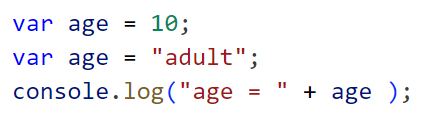 var age = 10;
var age = "adult";
console.log("age = " + age );